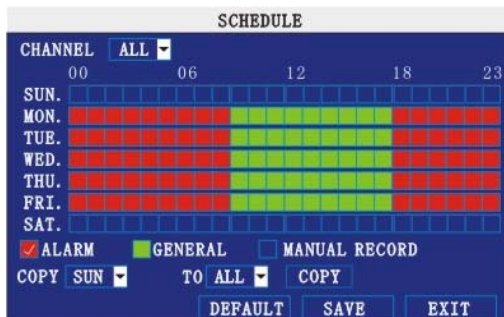 SCHEDULE
CHANNEL ALL
00 06 12 18 23
SUN.
MON.
TUE.
WED.
THU.
FRI.
SAT.
ALARM GENERAL MANUAL RECORD
COPY SUN TO ALL COPY
DEFAULT SAVE EXIT